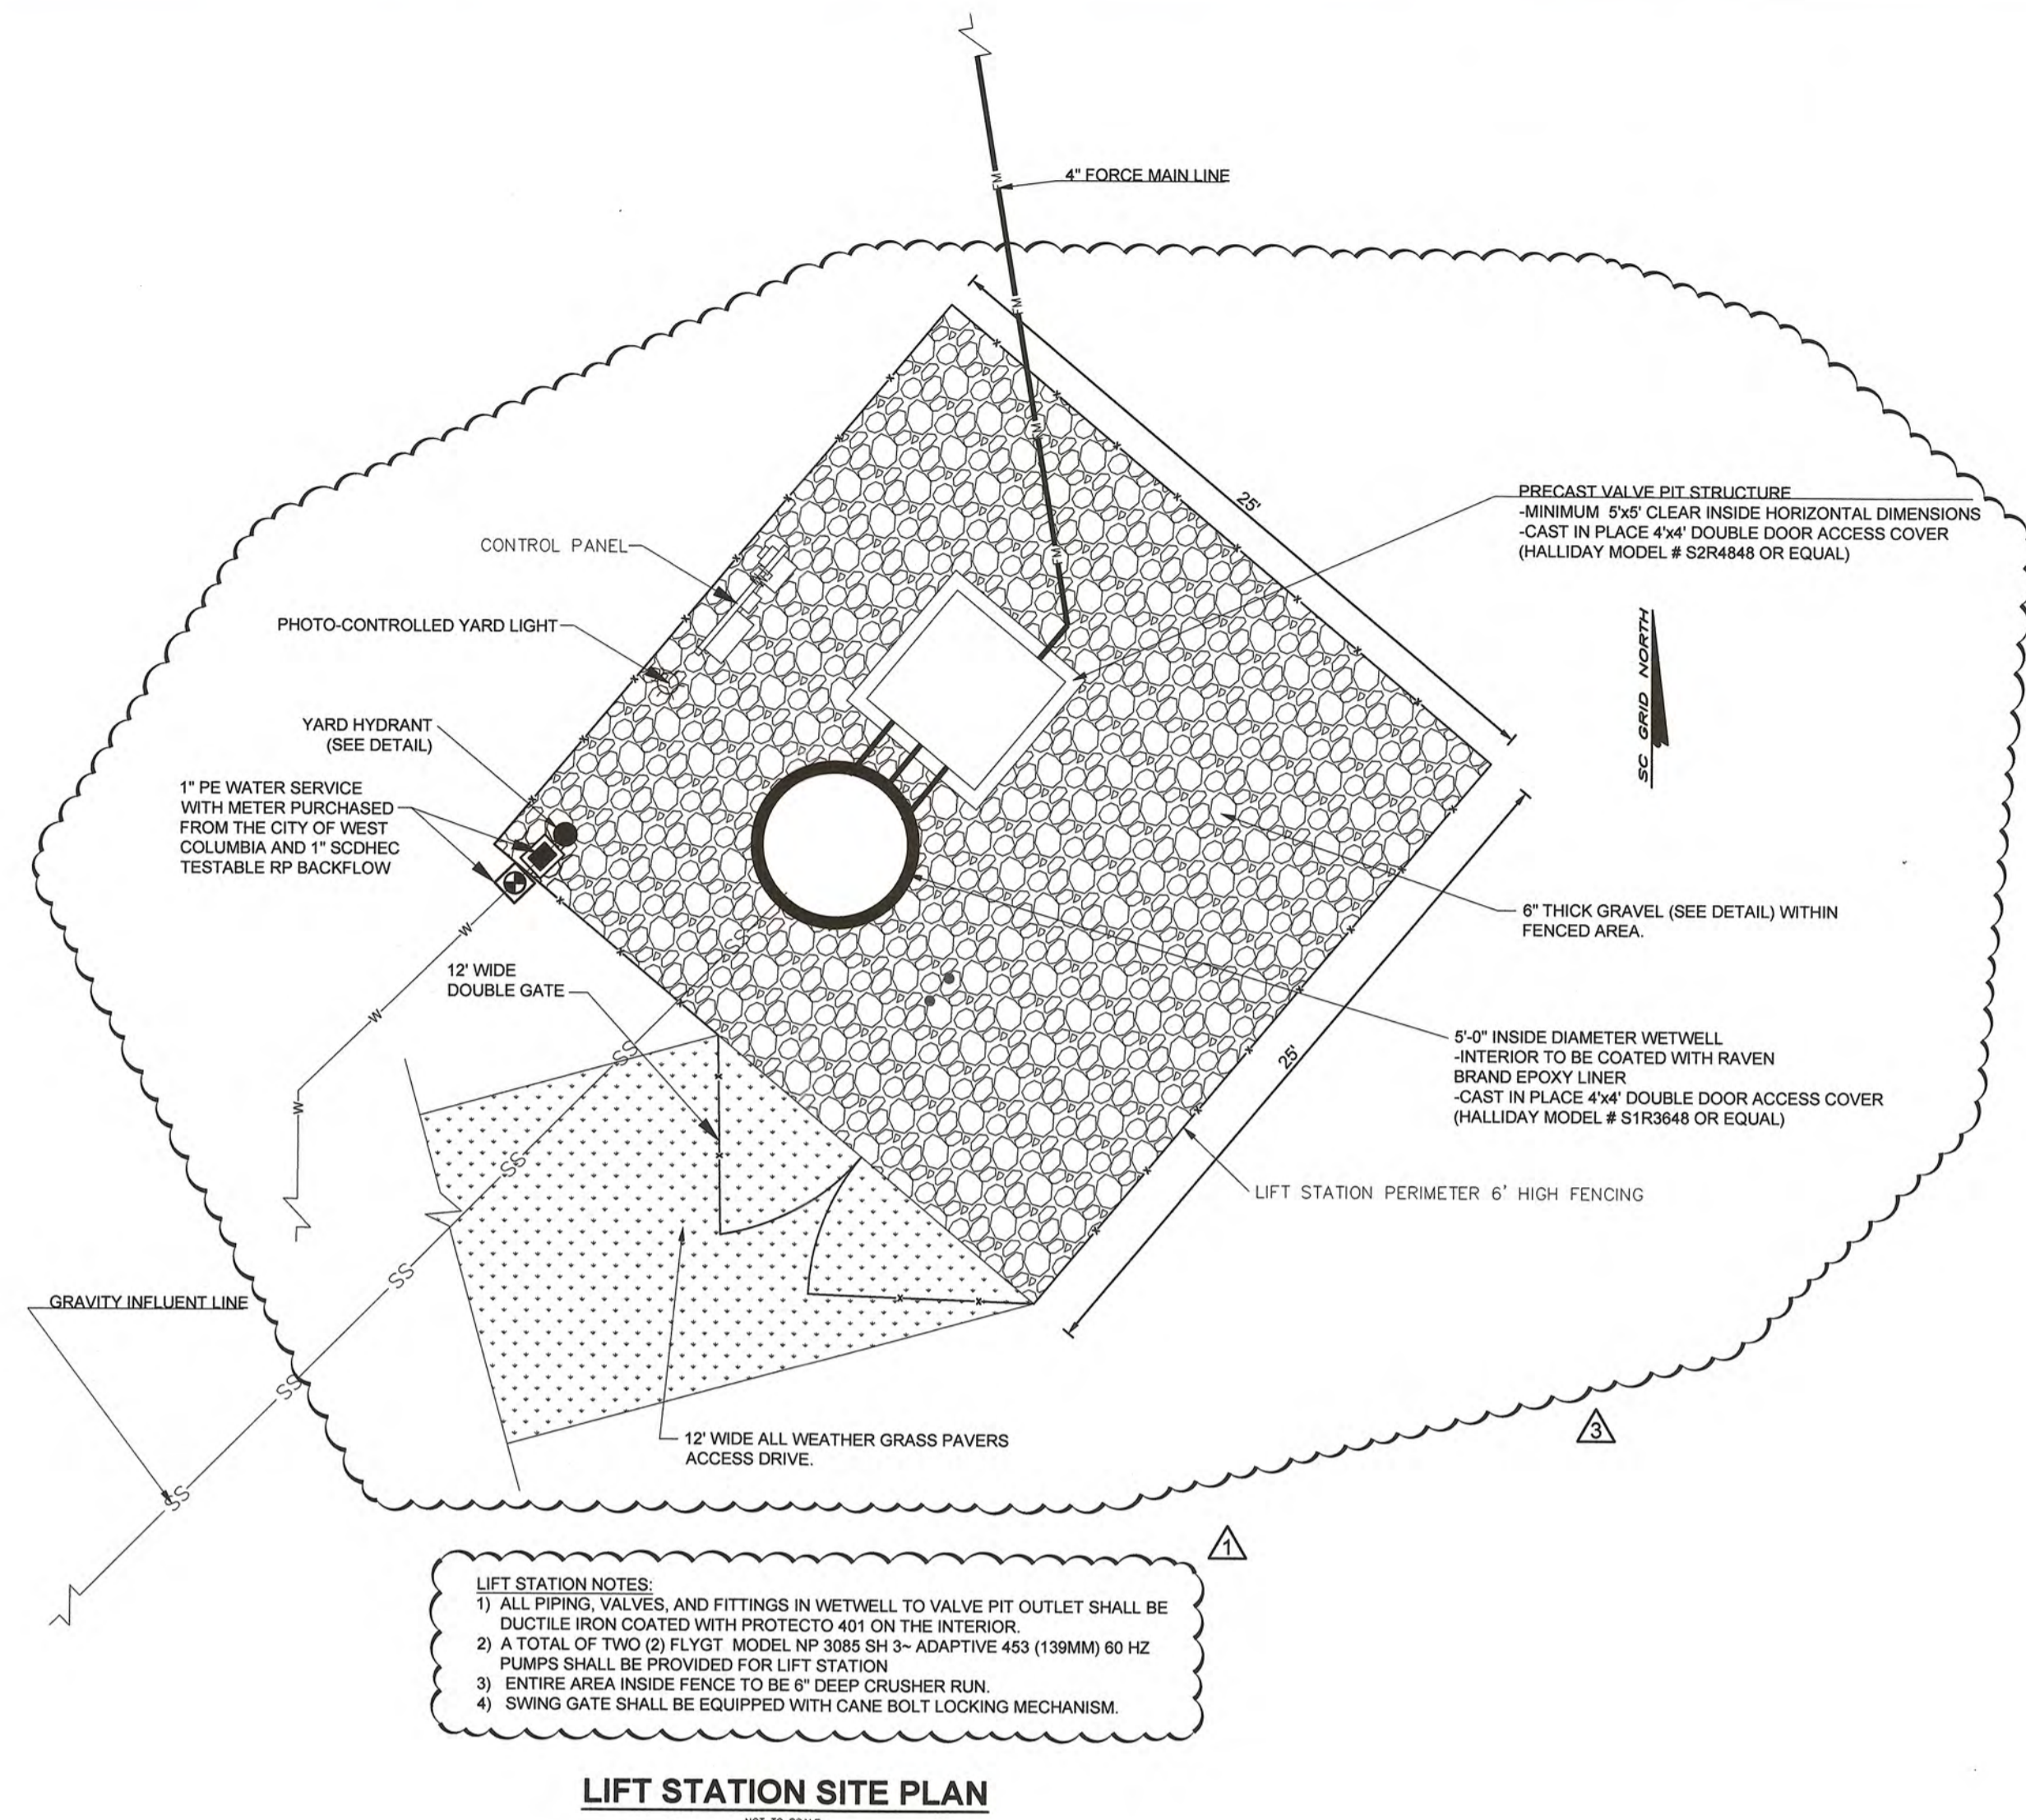 4" FORCE MAIN LINE
FM
FM
FM
FM
25'
PRECAST VALVE PIT STRUCTURE
-MINIMUM 5'x5' CLEAR INSIDE HORIZONTAL DIMENSIONS
-CAST IN PLACE 4'x4' DOUBLE DOOR ACCESS COVER
(HALLIDAY MODEL # S2R4848 OR EQUAL)
CONTROL PANEL
PHOTO-CONTROLLED YARD LIGHT
SC GRID NORTH
YARD HYDRANT
(SEE DETAIL)
1" PE WATER SERVICE
WITH METER PURCHASED
FROM THE CITY OF WEST
COLUMBIA AND 1" SCDHEC
TESTABLE RP BACKFLOW
6" THICK GRAVEL (SEE DETAIL) WITHIN
FENCED AREA.
W
W
W
12' WIDE
DOUBLE GATE
5'-0" INSIDE DIAMETER WETWELL
-INTERIOR TO BE COATED WITH RAVEN
BRAND EPOXY LINER
-CAST IN PLACE 4'x4' DOUBLE DOOR ACCESS COVER
(HALLIDAY MODEL # S1R3648 OR EQUAL)
25'
LIFT STATION PERIMETER 6' HIGH FENCING
SS
SS
SS
SS
SS
SS
GRAVITY INFLUENT LINE
12' WIDE ALL WEATHER GRASS PAVERS
ACCESS DRIVE.
3
1
LIFT STATION NOTES:
1) ALL PIPING, VALVES, AND FITTINGS IN WETWELL TO VALVE PIT OUTLET SHALL BE
DUCTILE IRON COATED WITH PROTECTO 401 ON THE INTERIOR.
2) A TOTAL OF TWO (2) FLYGT MODEL NP 3085 SH 3~ ADAPTIVE 453 (139MM) 60 HZ
PUMPS SHALL BE PROVIDED FOR LIFT STATION
3) ENTIRE AREA INSIDE FENCE TO BE 6" DEEP CRUSHER RUN.
4) SWING GATE SHALL BE EQUIPPED WITH CANE BOLT LOCKING MECHANISM.
LIFT STATION SITE PLAN